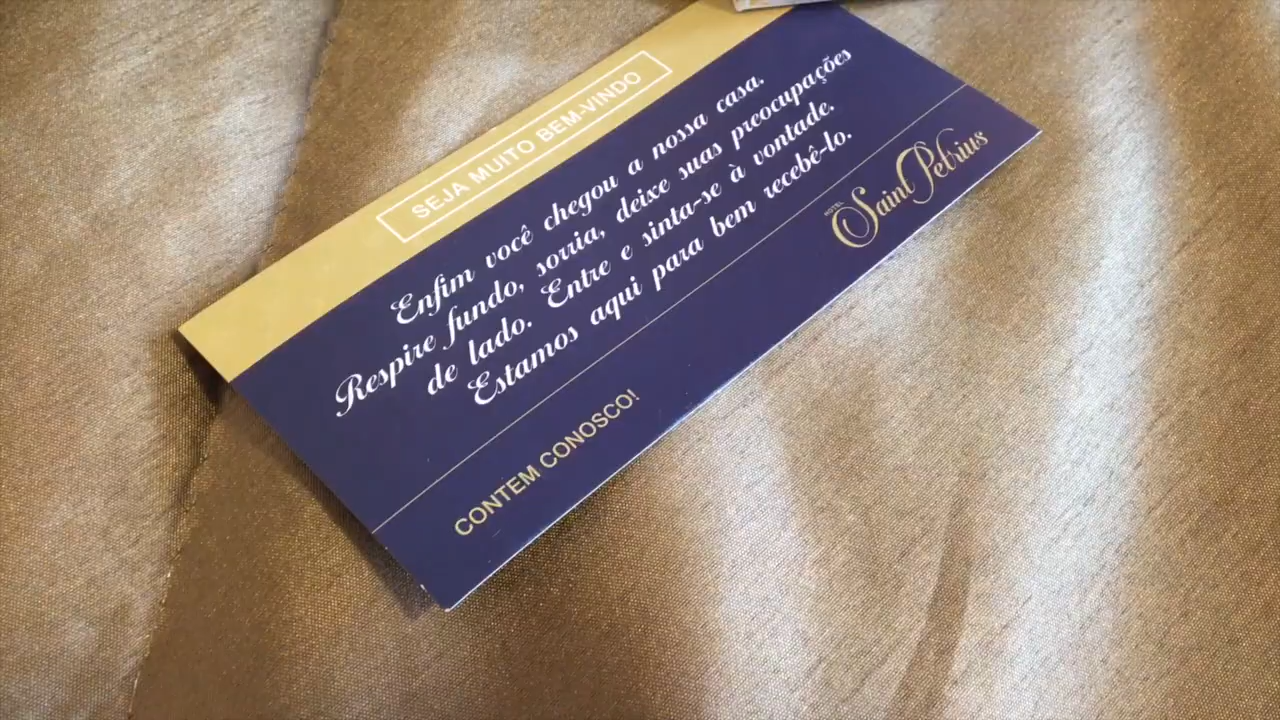 SEJA MUITO BEM-VINDO
Enfim você chegou a nossa casa.
Respire fundo, sorria, deixe suas preocupações
de lado. Entre e sinta-se à vontade.
Estamos aqui para bem recebê-lo.
CONTEM CONOSCO!
HOTEL
Saint Petrius